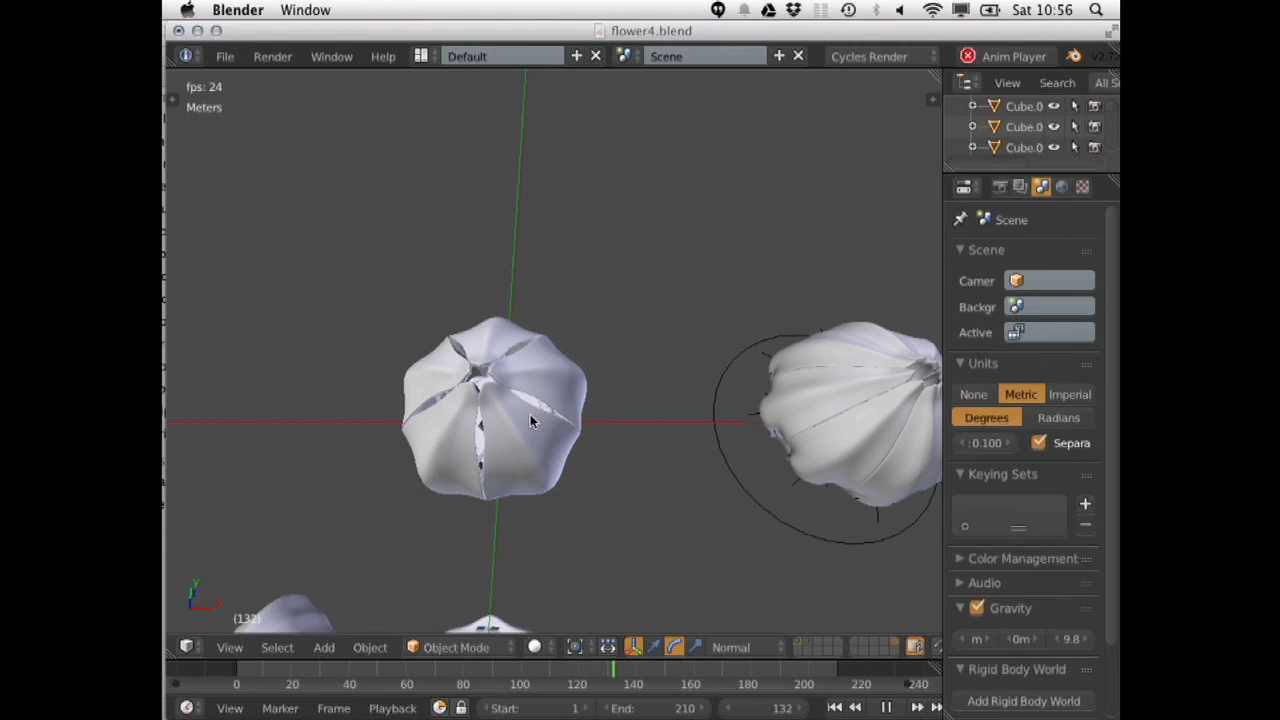 Blender Window Sat 10:56
flower4.blend
File Render Window Help Default Scene Cycles Render Anim Player
fps: 24
Meters
View Search All S
Cube.0
Cube.0
Cube.0
Scene
Scene
Camer
Backgr
Active
Units
None Metric Imperial
Degrees Radians
:0.100 Separa
Keying Sets
Color Management
Audio
Gravity
m 0m 9.8
Rigid Body World
Add Rigid Body World
y
x
(132)
View Select Add Object Object Mode Normal
0 20 40 60 80 100 120 140 160 180 200 220 240
View Marker Frame Playback Start: 1 End: 210 132